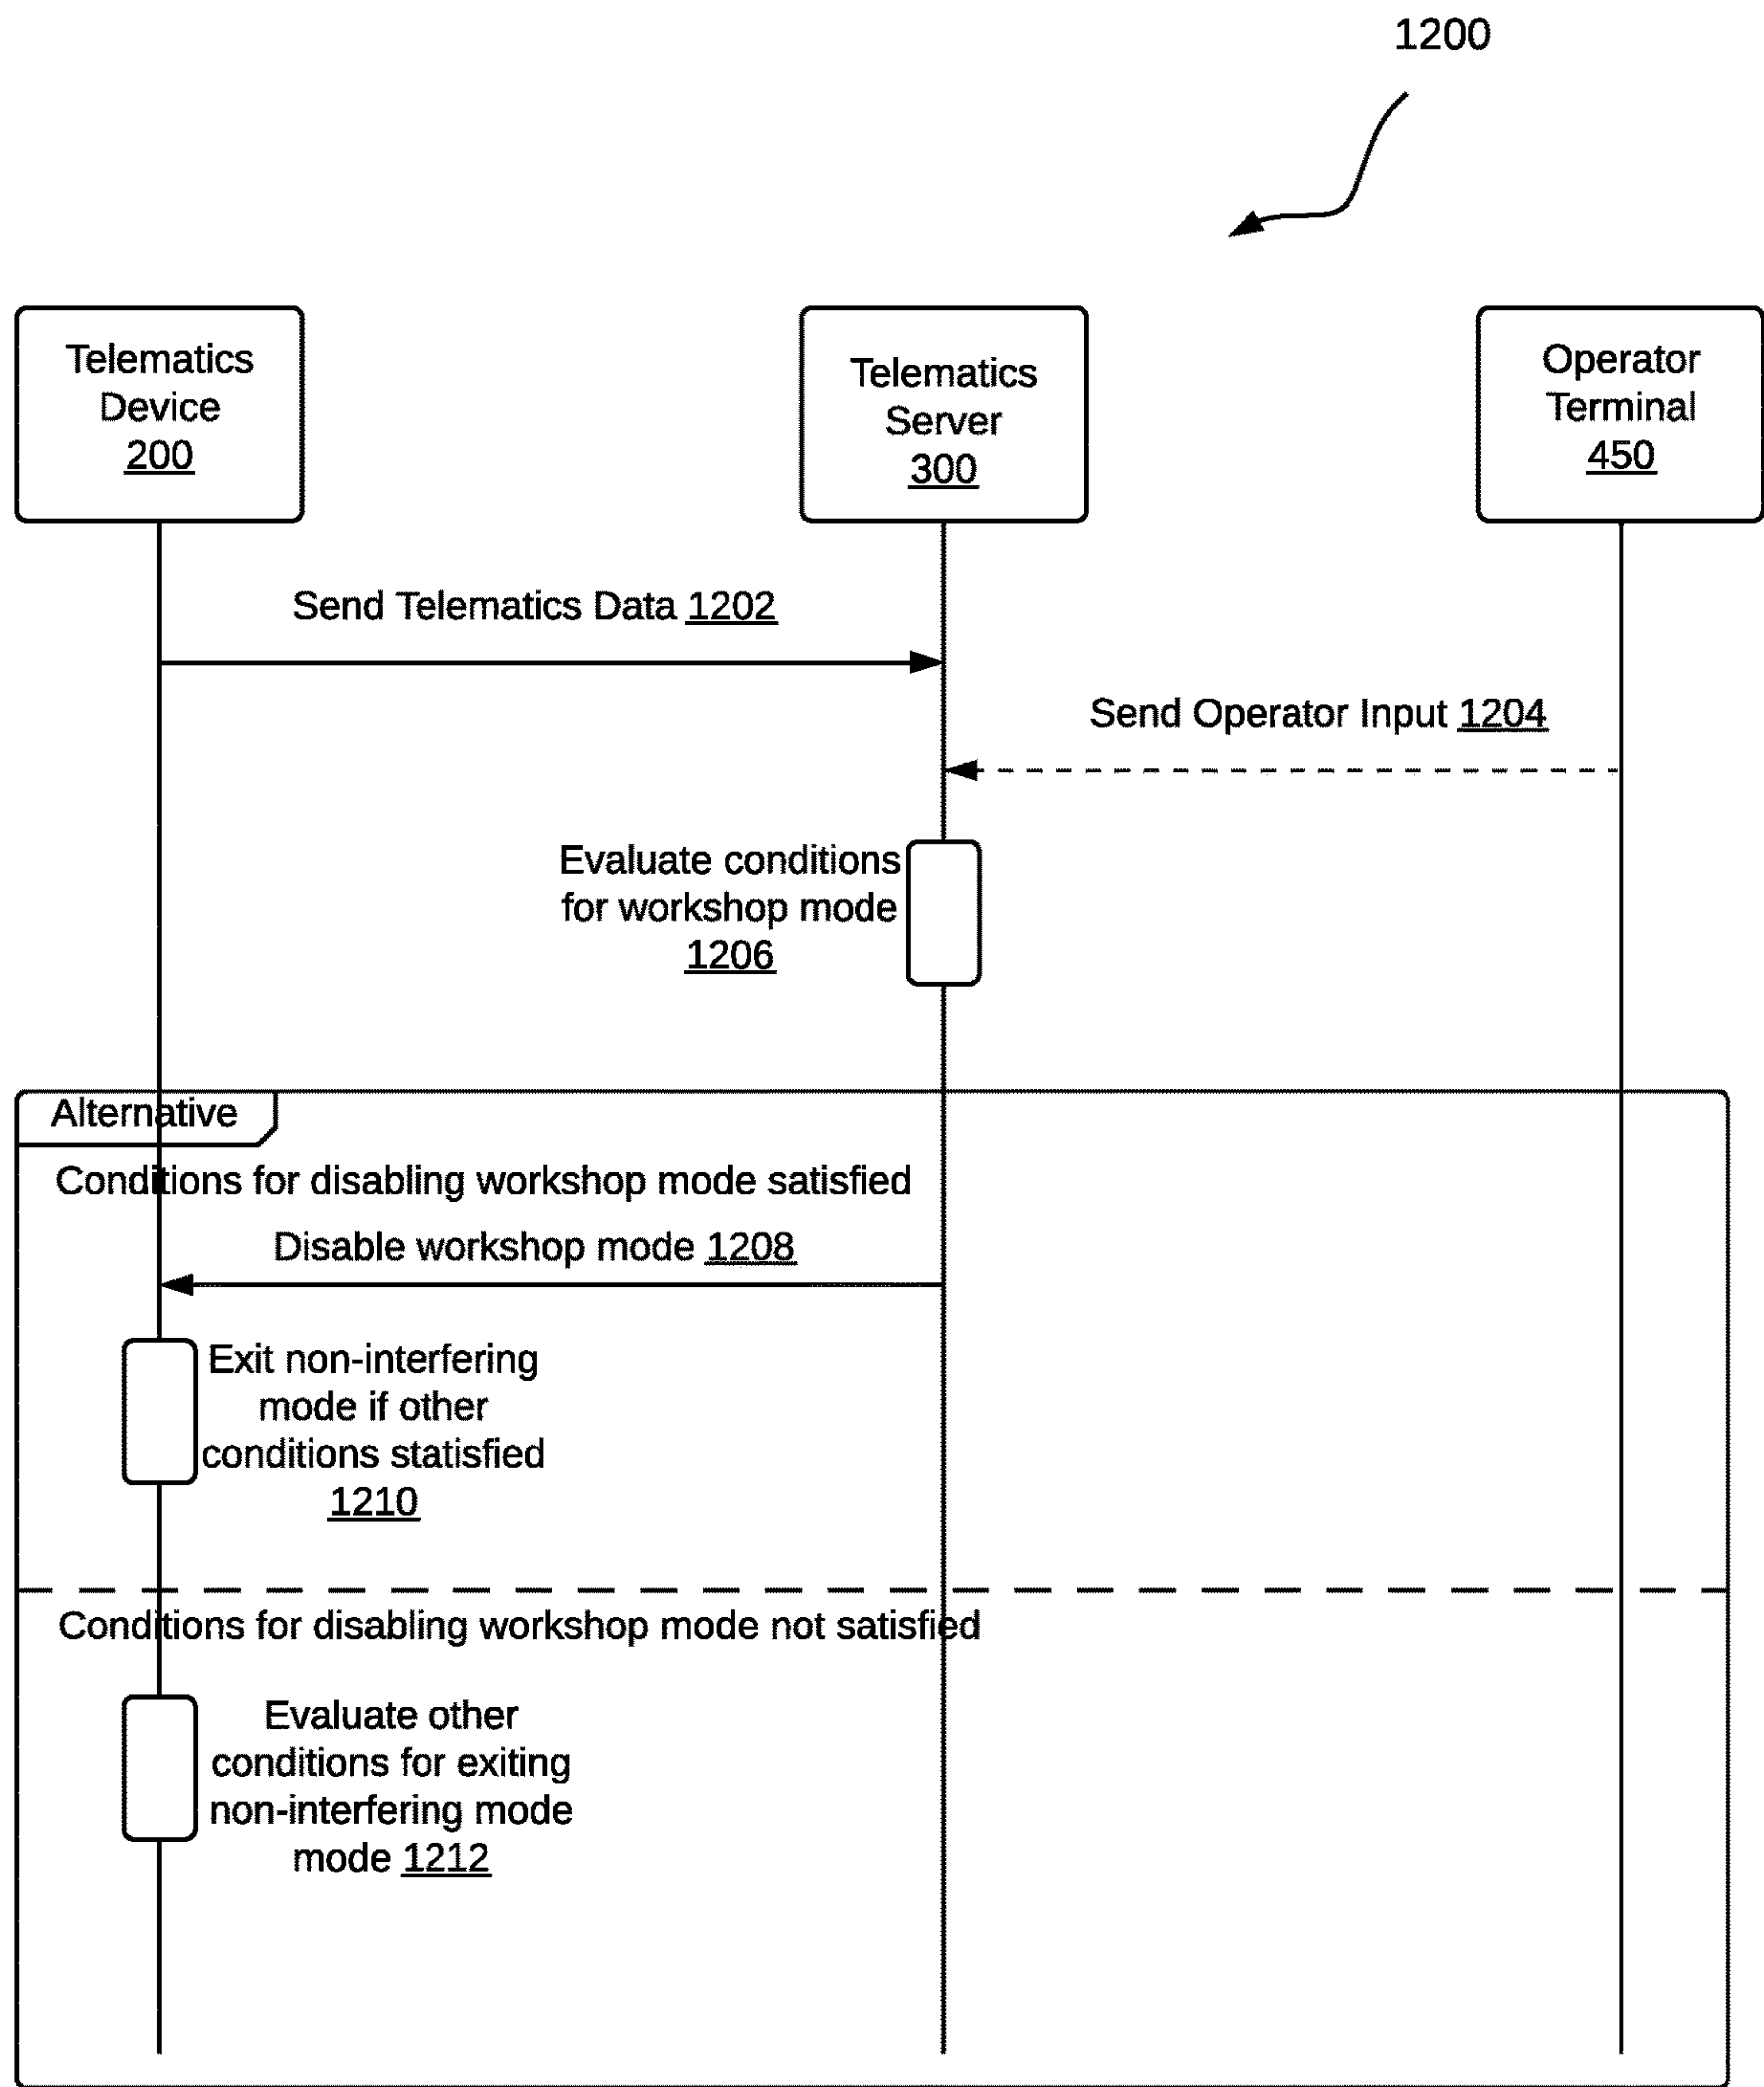 1200
Telematics
Device
200
Telematics
Server
300
Operator
Terminal
450
Send Telematics Data 1202
Send Operator Input 1204
Evaluate conditions
for workshop mode
1206
Alternative
Conditions for disabling workshop mode satisfied
Disable workshop mode 1208
Exit non-interfering
mode if other
conditions statisfied
1210
Conditions for disabling workshop mode not satisfied
Evaluate other
conditions for exiting
non-interfering mode
mode 1212